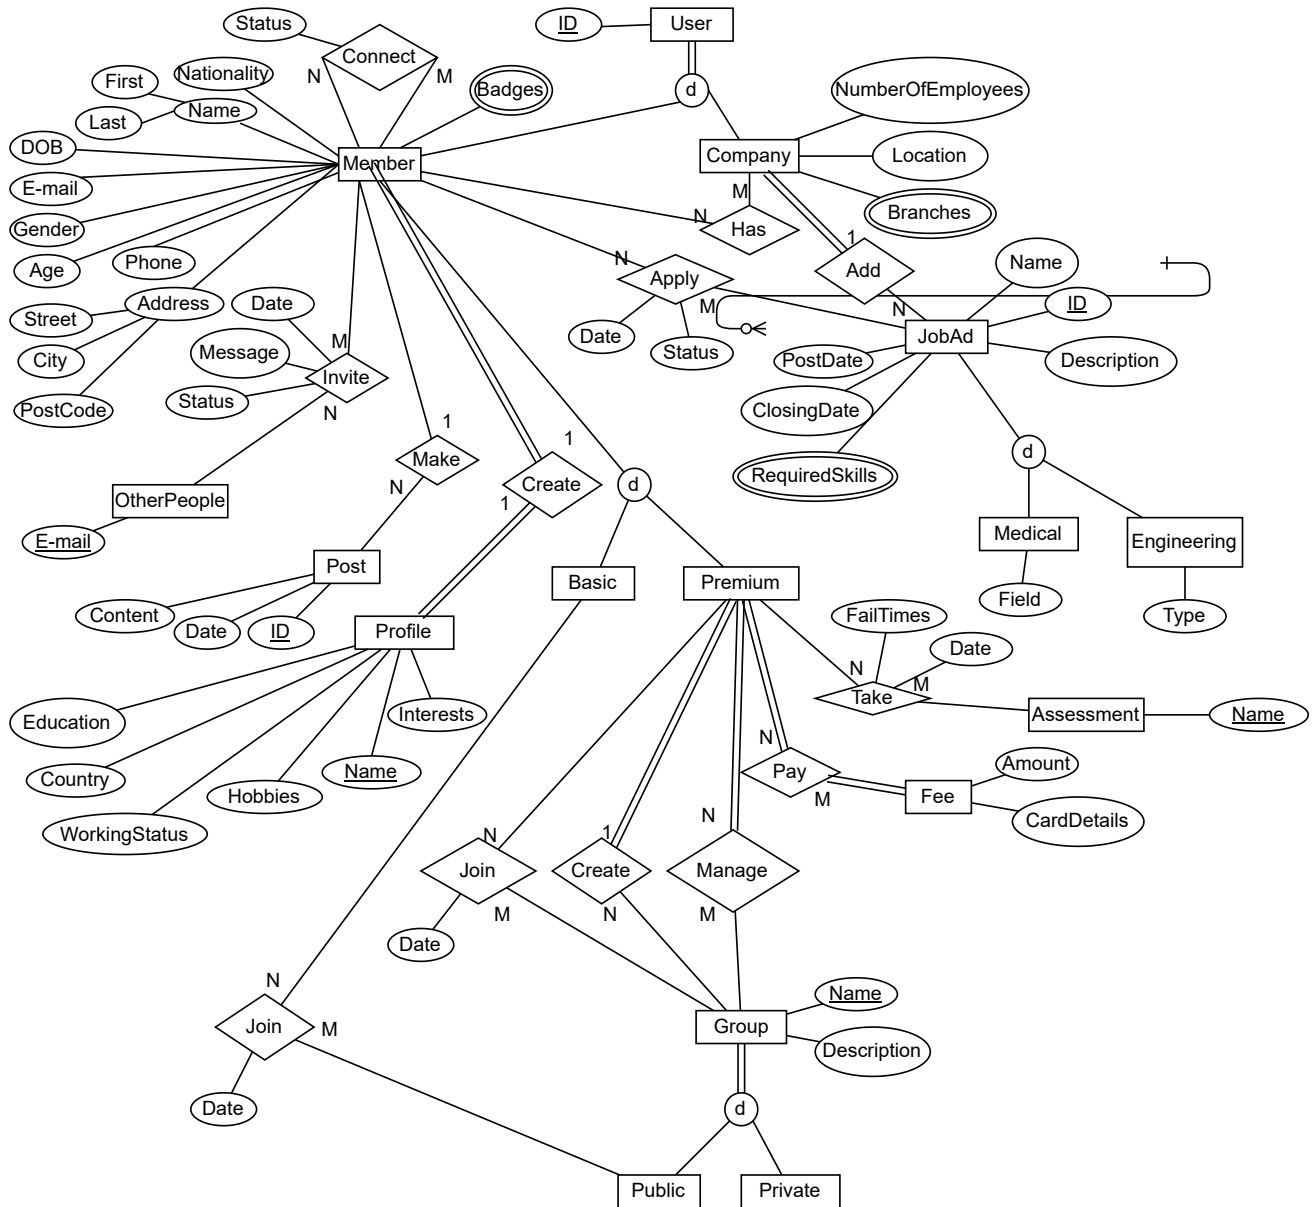 Status
ID
User
Connect
N
M
First
Nationality
Name
Last
Badges
d
NumberOfEmployees
DOB
Member
Company
Location
E-mail
M
Branches
Gender
N
Has
1
Age
Phone
N
Apply
Add
Name
Street
Address
Date
M
N
ID
City
Message
M
Date
Status
JobAd
PostDate
Description
PostCode
Status
Invite
N
ClosingDate
1
1
Make
d
N
Create
d
RequiredSkills
OtherPeople
1
E-mail
Medical
Engineering
Post
Basic
Premium
Field
Type
Content
Date
ID
Profile
FailTimes
Date
N
M
Take
Education
Interests
Assessment
Name
Country
Hobbies
Name
N
Pay
M
Amount
Fee
WorkingStatus
N
1
N
CardDetails
Join
Create
Manage
M
N
M
Date
N
Name
Join
M
Group
Description
Date
d
Public
Private